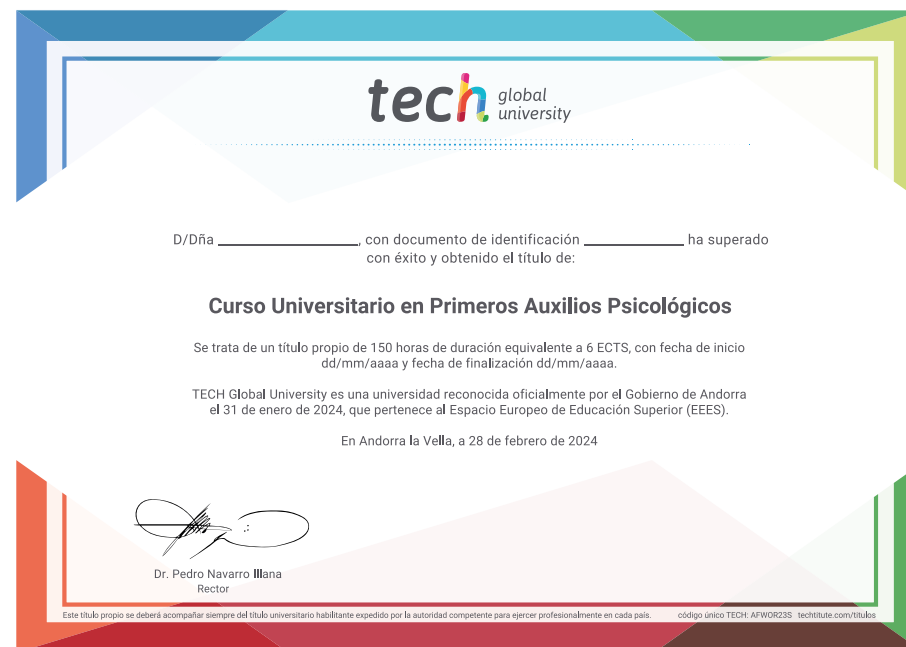 tech global university
D/Dña ____________________, con documento de identificación ______________ ha superado
con éxito y obtenido el título de:
Curso Universitario en Primeros Auxilios Psicológicos
Se trata de un título propio de 150 horas de duración equivalente a 6 ECTS, con fecha de inicio
dd/mm/aaaa y fecha de finalización dd/mm/aaaa.
TECH Global University es una universidad reconocida oficialmente por el Gobierno de Andorra
el 31 de enero de 2024, que pertenece al Espacio Europeo de Educación Superior (EEES).
En Andorra la Vella, a 28 de febrero de 2024
Dr. Pedro Navarro Illana
Rector
Este título propio se deberá acompañar siempre del título universitario habilitante expedido por la autoridad competente para ejercer profesionalmente en cada país. código único TECH: AFWOR23S techtitute.com/titulos